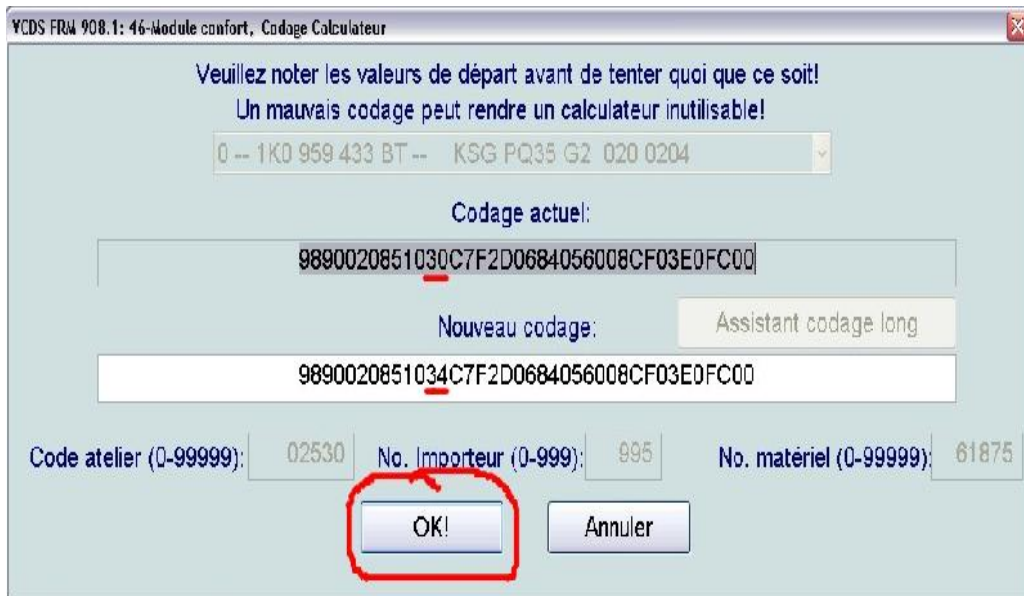 VCDS FRM 908.1: 46-Module confort, Codage Calculateur
Veuillez noter les valeurs de départ avant de tenter quoi que ce soit!
Un mauvais codage peut rendre un calculateur inutilisable!
0 -- 1K0 959 433 BT -- KSG PQ35 G2 020 0204
Codage actuel:
9890020851030C7F2D0684056008CF03E0FC00
Nouveau codage:
Assistant codage long
9890020851034C7F2D0684056008CF03E0FC00
Code atelier (0-99999): 02530 No. Importeur (0-999): 995 No. matériel (0-99999): 61875
OK! Annuler